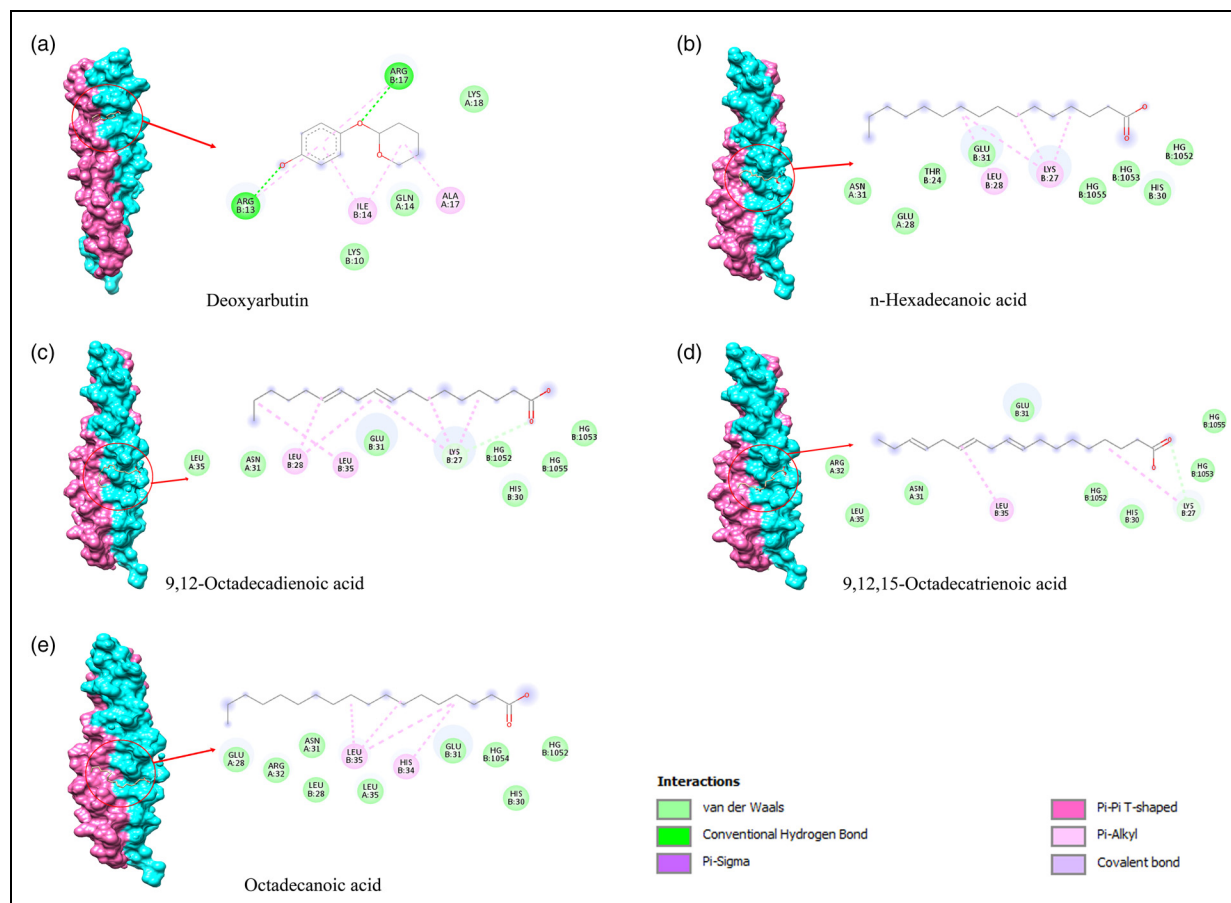 (a)
ARG
B:17
LYS
A:18
O
O
O
ARG
B:13
ILE
B:14
GLN
A:14
ALA
A:17
LYS
B:10
Deoxyarbutin
(b)
O
O
GLU
B:31
LYS
B:27
HG
B:1052
HG
B:1053
THR
B:24
LEU
B:28
ASN
A:31
HG
B:1055
HIS
B:30
GLU
A:28
n-Hexadecanoic acid
(c)
O
O
HG
B:1053
GLU
B:31
LEU
A:35
ASN
A:31
LEU
B:28
LEU
B:35
LYS
B:27
HG
B:1052
HG
B:1055
HIS
B:30
9,12-Octadecadienoic acid
(d)
GLU
B:31
HG
B:1055
O
O
ARG
A:32
HG
B:1053
ASN
A:31
LEU
A:35
LEU
B:35
HG
B:1052
HIS
B:30
LYS
B:27
9,12,15-Octadecatrienoic acid
(e)
O
O
GLU
A:28
ARG
A:32
ASN
A:31
LEU
B:28
LEU
B:35
LEU
A:35
HIS
B:34
GLU
B:31
HG
B:1054
HG
B:1052
HIS
B:30
Octadecanoic acid
Interactions
van der Waals
Conventional Hydrogen Bond
Pi-Sigma
Pi-Pi T-shaped
Pi-Alkyl
Covalent bond